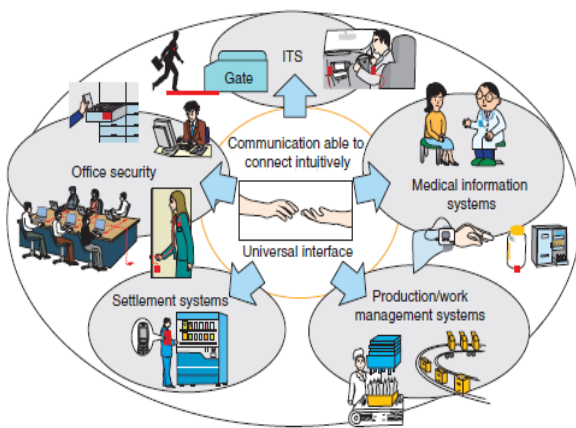 ITS
Gate
Communication able to
connect intuitively
Office security
Medical information
systems
Universal interface
Settlement systems
Production/work
management systems